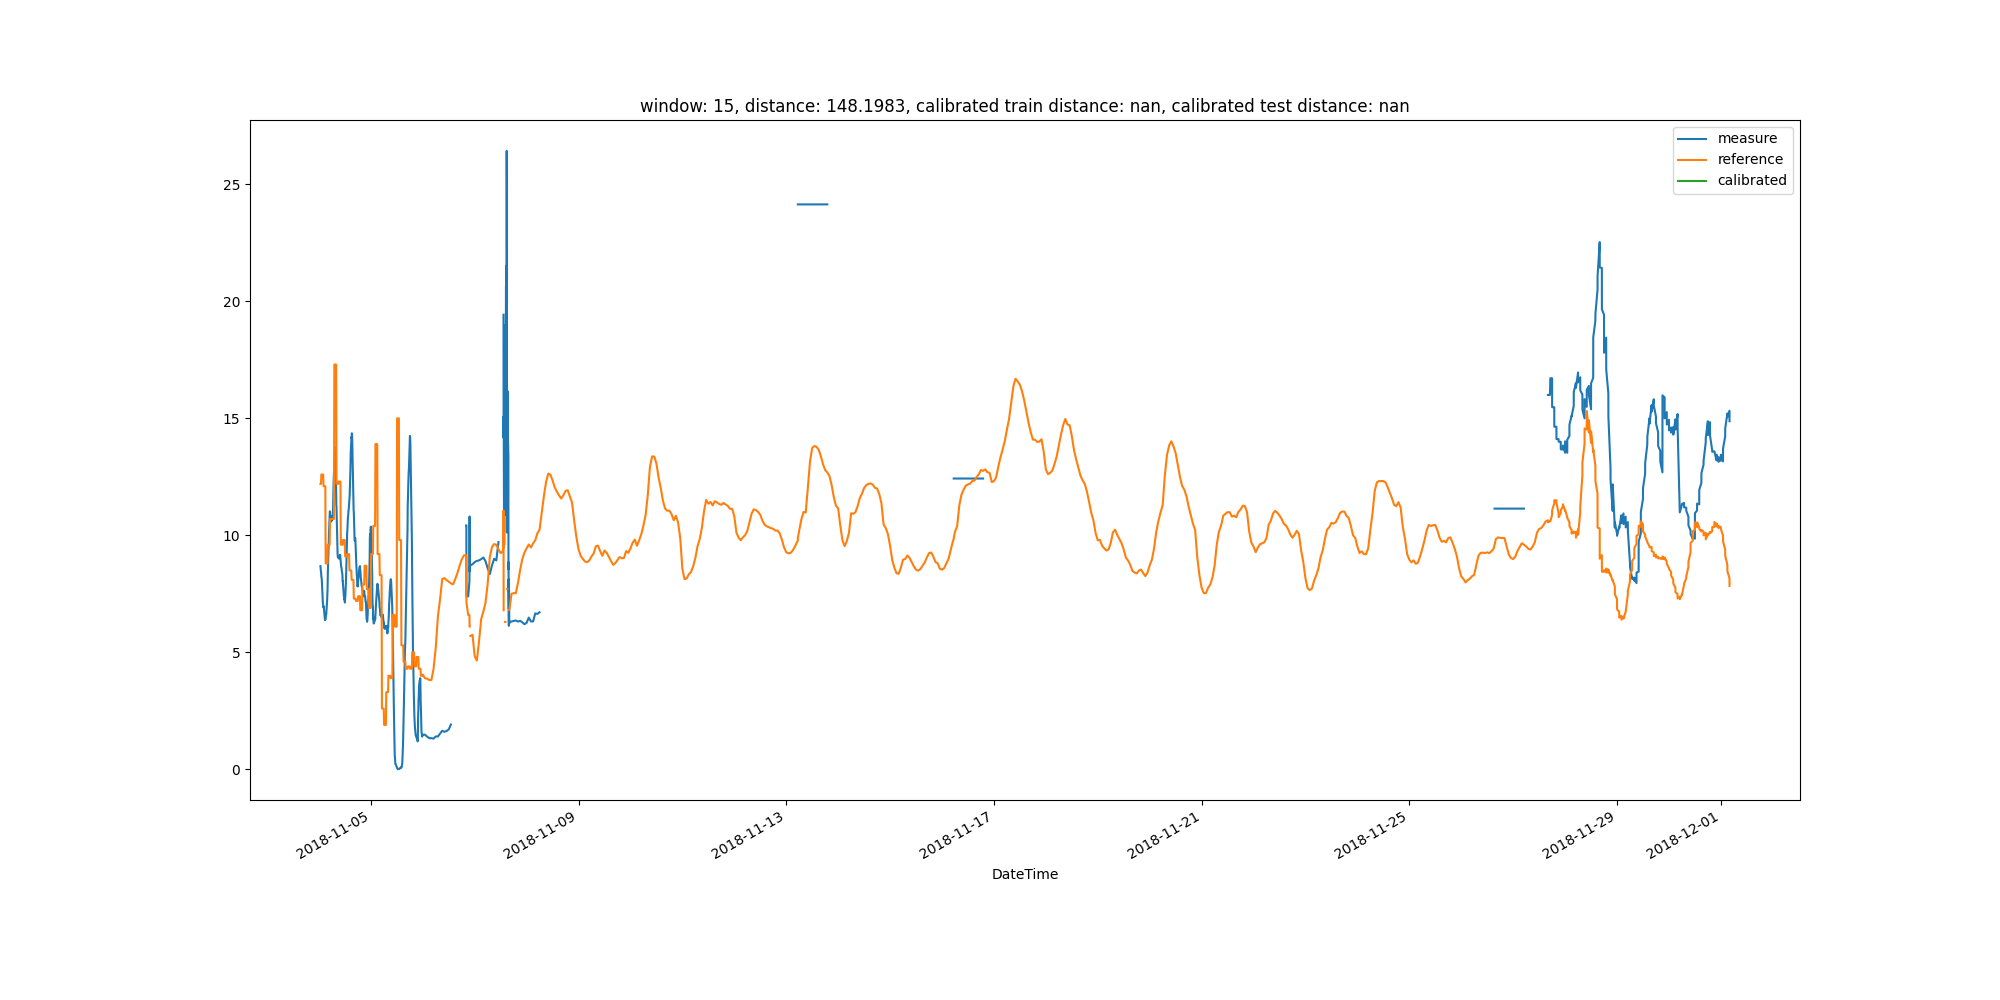 window: 15, distance: 148.1983, calibrated train distance: nan, calibrated test distance: nan
measure
reference
calibrated
25
20
15
10
5
0
2018-11-05
2018-11-09
2018-11-13
2018-11-17
2018-11-21
2018-11-25
2018-11-29
2018-12-01
DateTime